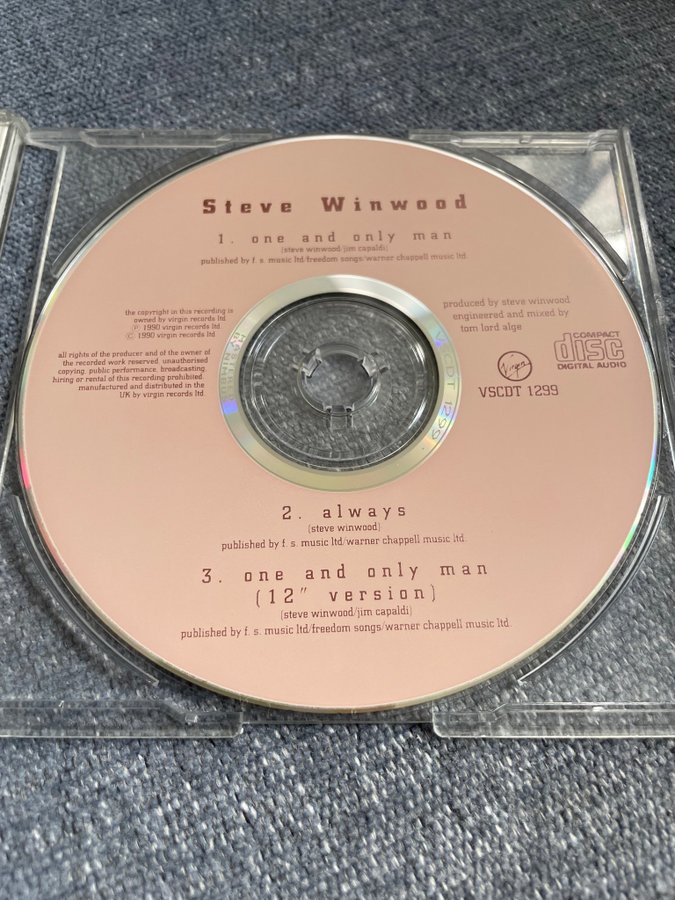 Steve Winwood
1. one and only man
(steve winwood/jim capaldi)
published by f. s. music ltd/freedom songs/warner chappell music ltd.
the copyright in this recording is
owned by virgin records ltd
Ⓟ 1990 virgin records ltd
© 1990 virgin records ltd
all rights of the producer and of the owner of
the recorded work reserved. unauthorised
copying, public performance, broadcasting,
hiring or rental of this recording prohibited.
manufactured and distributed in the
UK by virgin records ltd.
produced by steve winwood
engineered and mixed by
tom lord alge
Virgin
COMPACT
disc
DIGITAL AUDIO
VSCDT 1299
VSCDT 1299
2. always
(steve winwood)
published by f. s. music ltd/warner chappell music ltd.
3. one and only man
(12" version)
(steve winwood/jim capaldi)
published by f. s. music ltd/freedom songs/warner chappell music ltd.